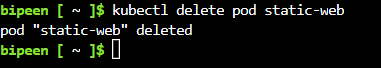 bipeen [ ~ ]$ kubectl delete pod static-web
pod "static-web" deleted
bipeen [ ~ ]$